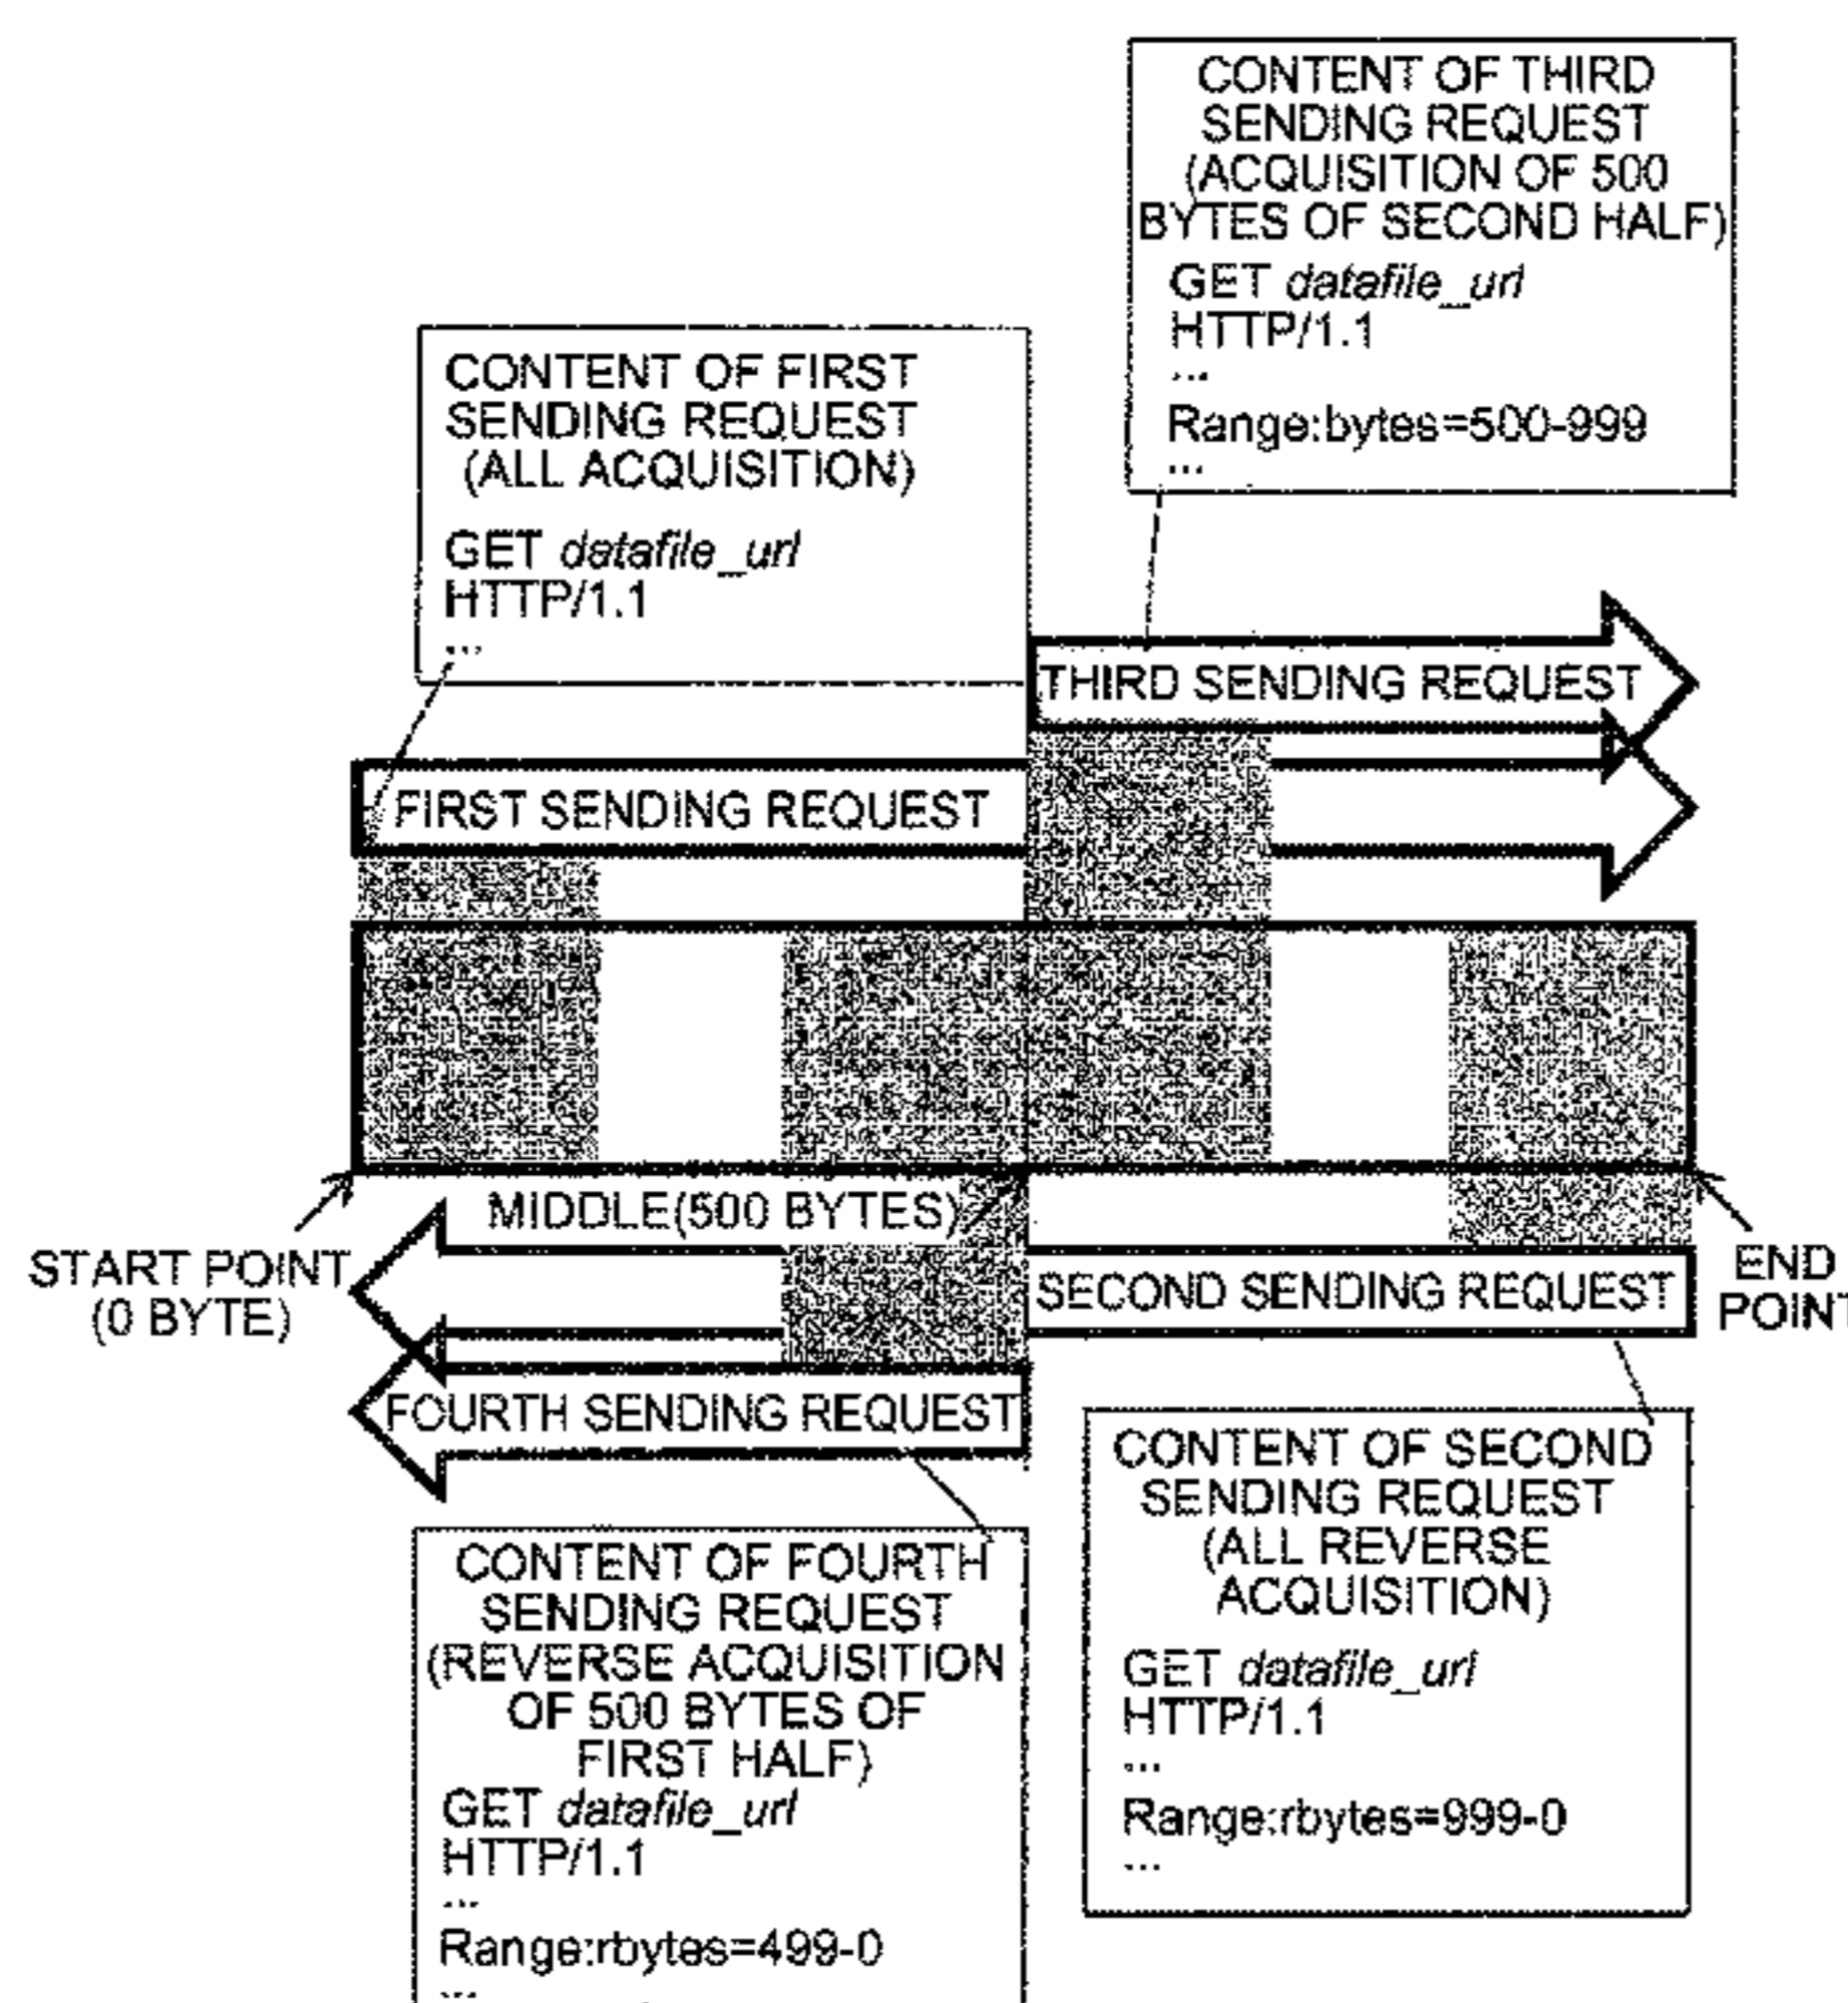 CONTENT OF THIRD
SENDING REQUEST
(ACQUISITION OF 500
BYTES OF SECOND HALF)
GET datafile_url
HTTP/1.1
...
Range:bytes=500-999
...
CONTENT OF FIRST
SENDING REQUEST
(ALL ACQUISITION)
GET datafile_url
HTTP/1.1
...
THIRD SENDING REQUEST
FIRST SENDING REQUEST
MIDDLE(500 BYTES)
START POINT
(0 BYTE)
SECOND SENDING REQUEST
END
POINT
FOURTH SENDING REQUEST
CONTENT OF SECOND
SENDING REQUEST
(ALL REVERSE
ACQUISITION)
GET datafile_url
HTTP/1.1
...
Range:rbytes=999-0
...
CONTENT OF FOURTH
SENDING REQUEST
(REVERSE ACQUISITION
OF 500 BYTES OF
FIRST HALF)
GET datafile_url
HTTP/1.1
...
Range:rbytes=499-0
...